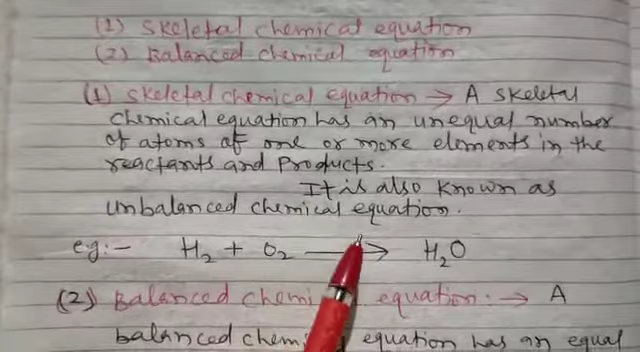 (1) Skeletal chemical equation
(2) Balanced chemical equation
(1) Skeletal chemical equation → A skeletal
chemical equation has an unequal number
of atoms of one or more elements in the
reactants and Products.
It is also known as
unbalanced chemical equation.
e.g:- H₂ + O₂ → H₂O
(2) Balanced chemi equation: → A
balanced chem equation has an equal